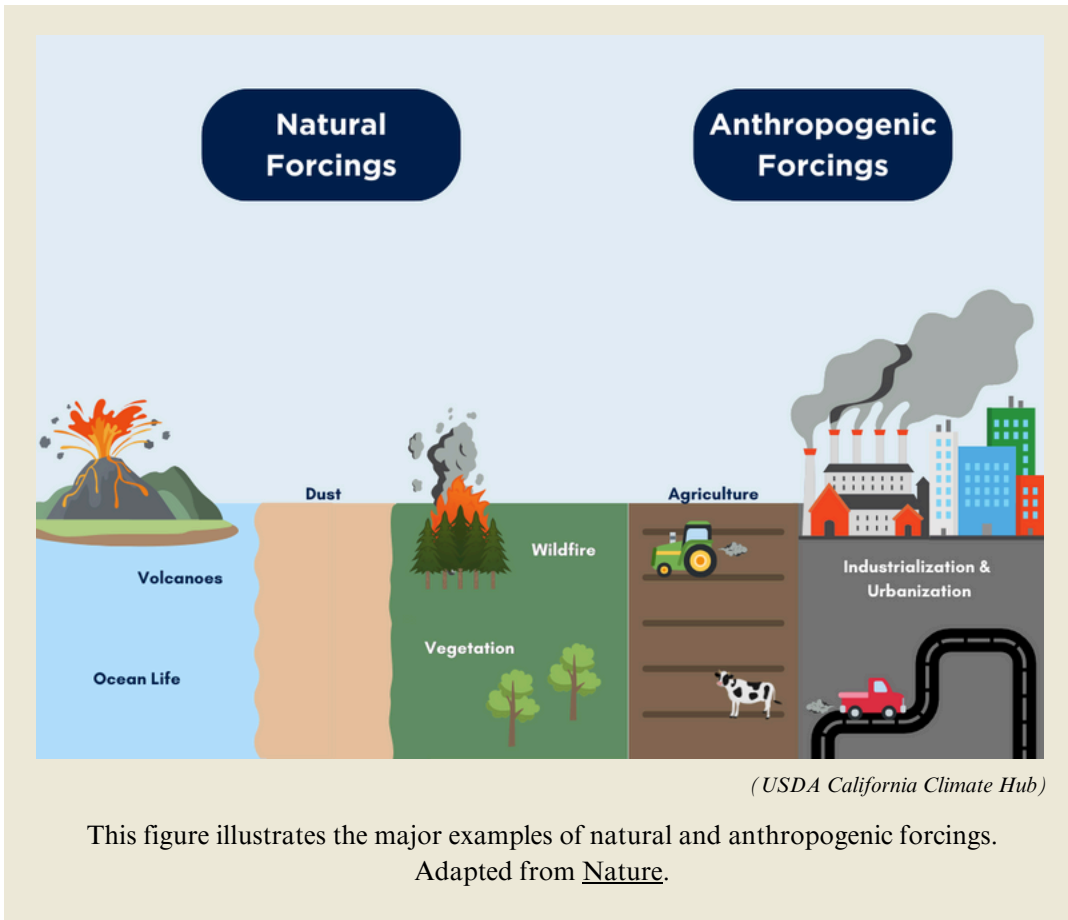 Natural
Forcings
Anthropogenic
Forcings
Dust
Agriculture
Wildfire
Volcanoes
Industrialization &
Urbanization
Vegetation
Ocean Life
(USDA California Climate Hub)
This figure illustrates the major examples of natural and anthropogenic forcings.
Adapted from Nature.